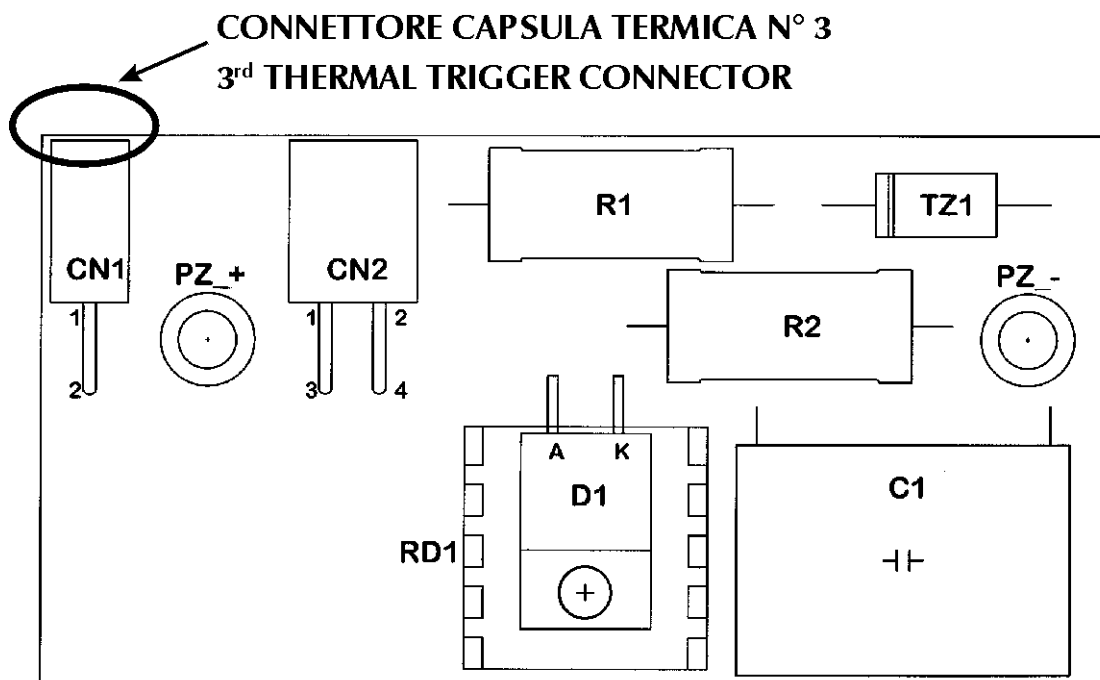 CONNETTORE CAPSULA TERMICA N° 3
3rd THERMAL TRIGGER CONNECTOR
R1
TZ1
CN1
PZ_+
CN2
PZ_-
1
1
2
R2
2
3
4
A
K
D1
C1
RD1